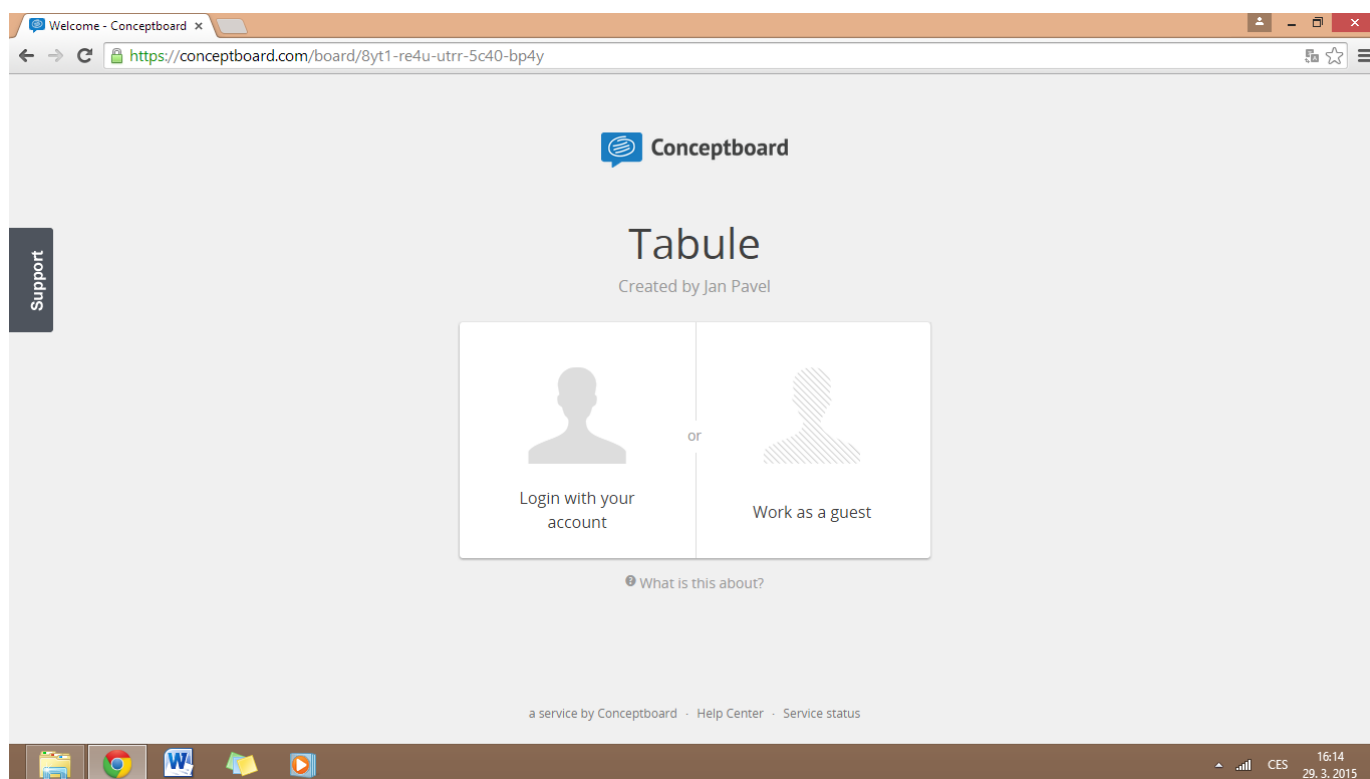 Welcome - Conceptboard
https://conceptboard.com/board/8yt1-re4u-utrr-5c40-bp4y
Conceptboard
Support
Tabule
Created by Jan Pavel
or
Login with your
account
Work as a guest
What is this about?
a service by Conceptboard · Help Center · Service status
CES
16:14
29. 3. 2015